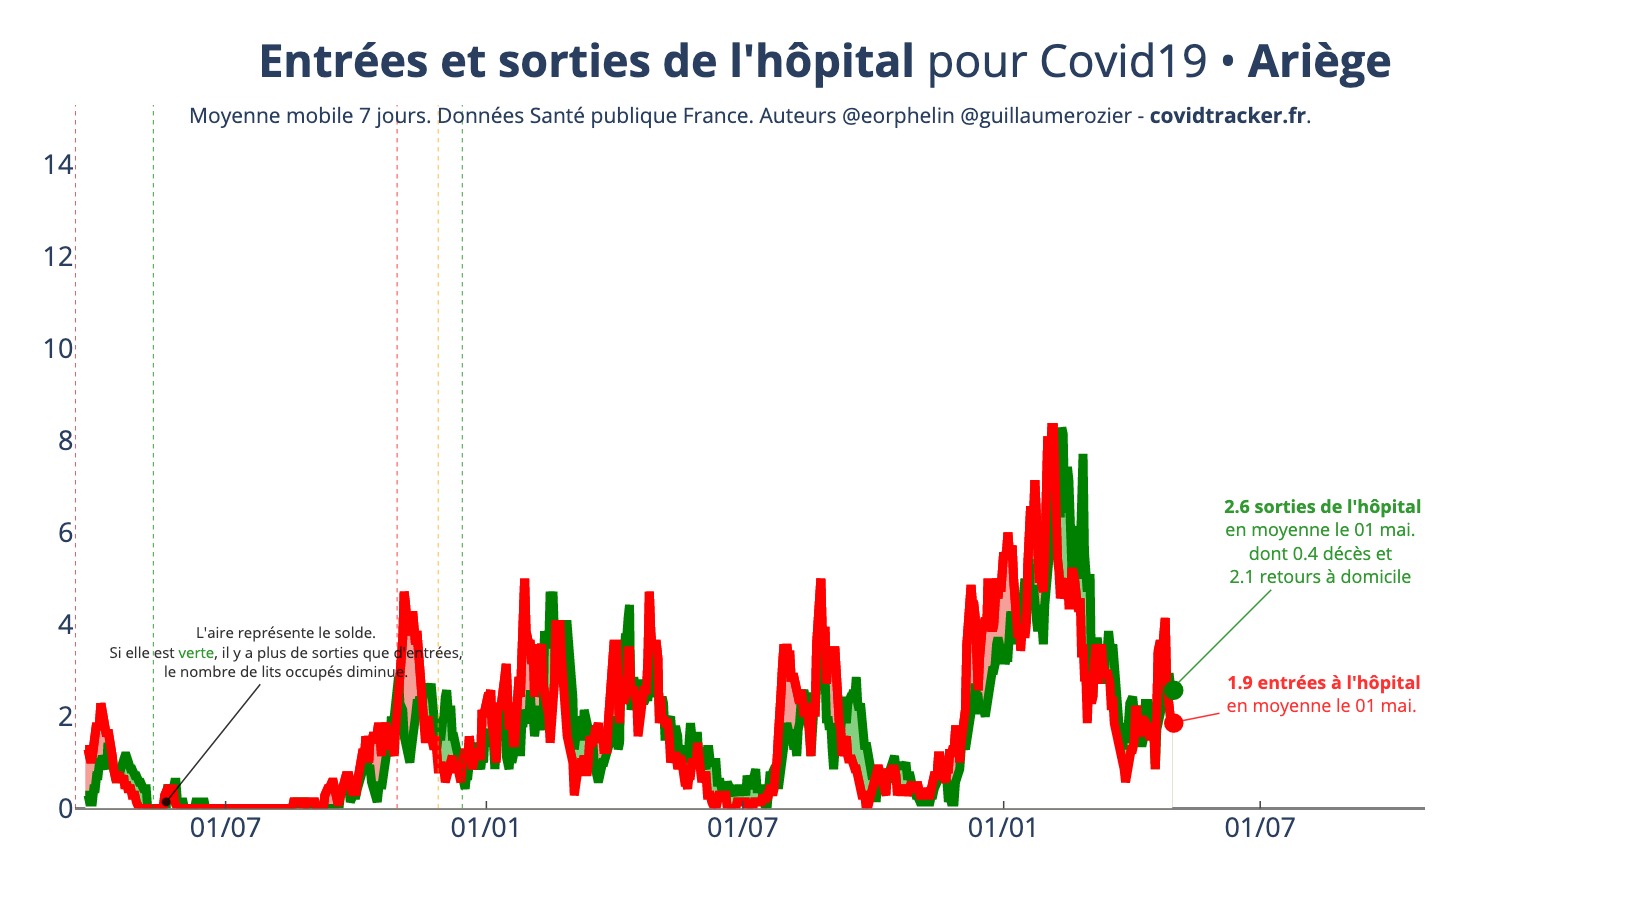 Entrées et sorties de l'hôpital pour Covid19 • Ariège
Moyenne mobile 7 jours. Données Santé publique France. Auteurs @eorphelin @guillaumerozier - covidtracker.fr.
14
12
10
8
6
4
2
0
L'aire représente le solde.
Si elle est verte, il y a plus de sorties que d'entrées,
le nombre de lits occupés diminue.
2.6 sorties de l'hôpital
en moyenne le 01 mai.
dont 0.4 décès et
2.1 retours à domicile
1.9 entrées à l'hôpital
en moyenne le 01 mai.
01/07
01/01
01/07
01/01
01/07